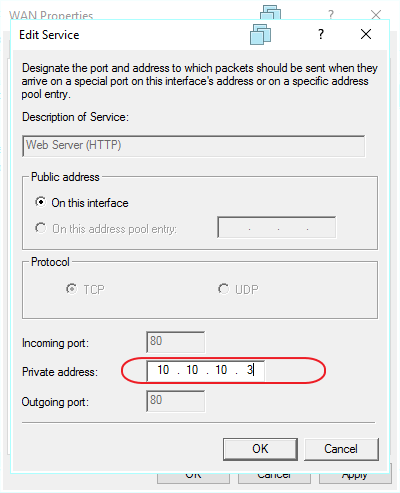 WAN Properties ? X
Edit Service ? X
Designate the port and address to which packets should be sent when they
arrive on a special port on this interface's address or on a specific address
pool entry.
Description of Service:
Web Server (HTTP)
Public address
On this interface
On this address pool entry: . . .
Protocol
TCP UDP
Incoming port: 80
Private address: 10 . 10 . 10 . 3
Outgoing port: 80
OK Cancel
OK Cancel Apply